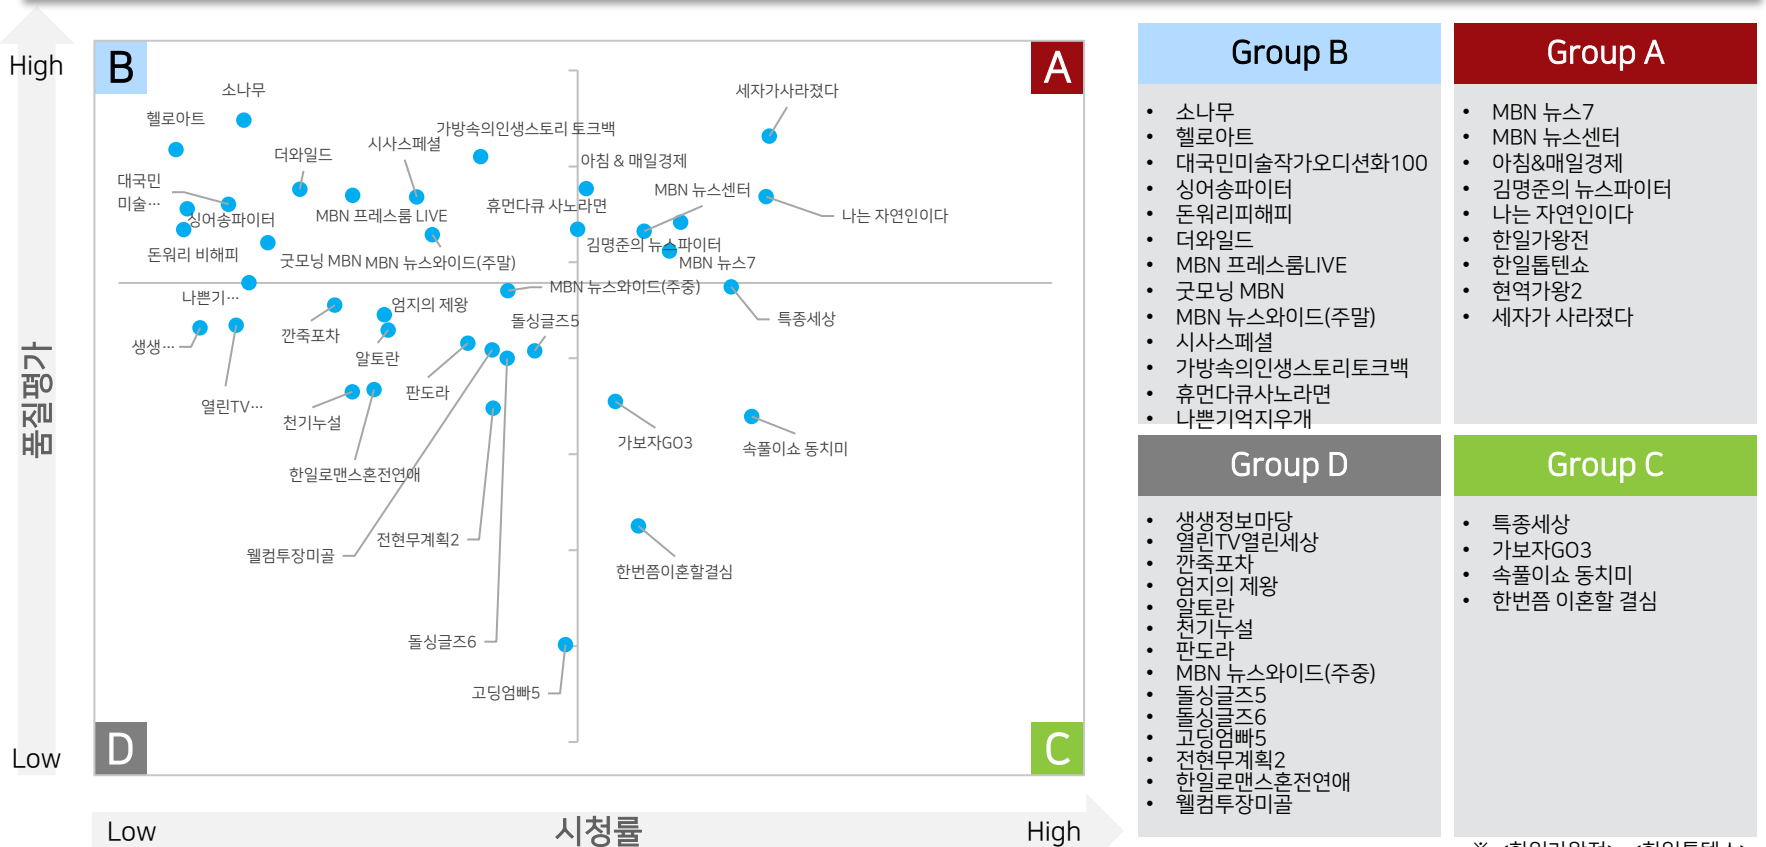 High
B
A
소나무
세자가사라졌다
헬로아트
가방속의인생스토리 토크백
시사스페셜
더와일드
아침 & 매일경제
대국민
미술…
MBN 뉴스센터
휴먼다큐 사노라면
싱어송파이터
MBN 프레스룸 LIVE
나는 자연인이다
김명준의 뉴스파이터
돈워리 비해피
굿모닝 MBN
MBN 뉴스와이드(주말)
MBN 뉴스7
MBN 뉴스와이드(주중)
나쁜기…
엄지의 제왕
돌싱글즈5
특종세상
깐죽포차
생생…
알토란
판도라
열린TV…
천기누설
가보자GO3
속풀이쇼 동치미
한일로맨스혼전연애
전현무계획2
웰컴투장미골
한번쯤이혼할결심
돌싱글즈6
고딩엄빠5
D
C
Low
품질평가
Low
시청률
High
Group B
• 소나무
• 헬로아트
• 대국민미술작가오디션화100
• 싱어송파이터
• 돈워리피해피
• 더와일드
• MBN 프레스룸LIVE
• 굿모닝 MBN
• MBN 뉴스와이드(주말)
• 시사스페셜
• 가방속의인생스토리토크백
• 휴먼다큐사노라면
• 나쁜기억지우개
Group A
• MBN 뉴스7
• MBN 뉴스센터
• 아침&매일경제
• 김명준의 뉴스파이터
• 나는 자연인이다
• 한일가왕전
• 한일톱텐쇼
• 현역가왕2
• 세자가 사라졌다
Group D
• 생생정보마당
• 열린TV열린세상
• 깐죽포차
• 엄지의 제왕
• 알토란
• 천기누설
• 판도라
• MBN 뉴스와이드(주중)
• 돌싱글즈5
• 돌싱글즈6
• 고딩엄빠5
• 전현무계획2
• 한일로맨스혼전연애
• 웰컴투장미골
Group C
• 특종세상
• 가보자GO3
• 속풀이쇼 동치미
• 한번쯤 이혼할 결심